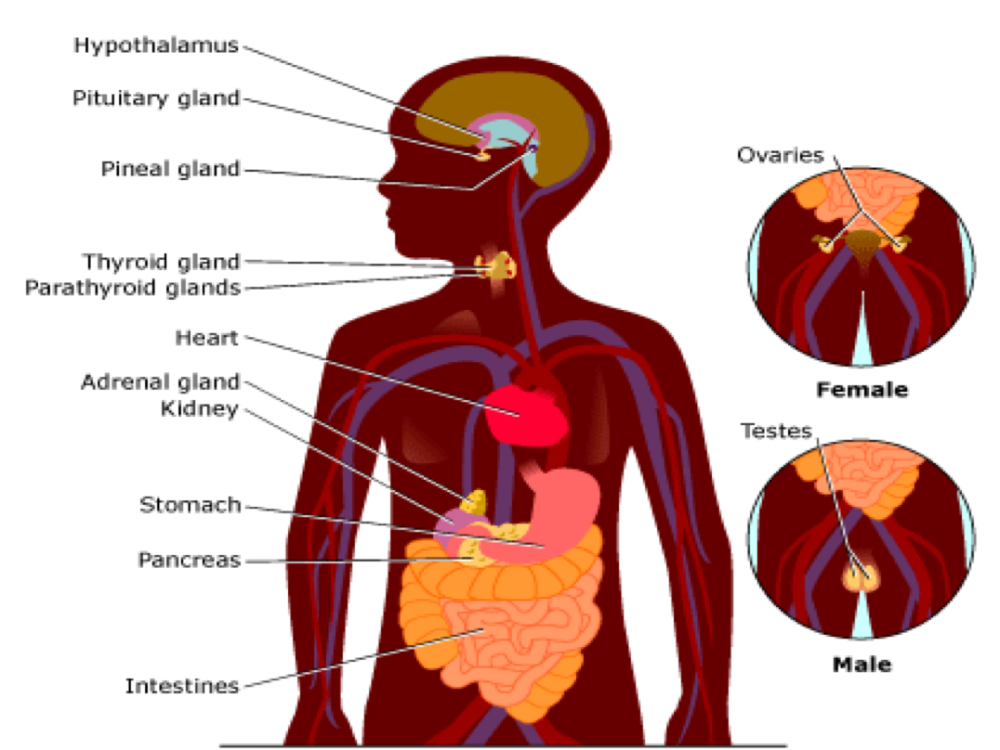 Hypothalamus
Pituitary gland
Pineal gland
Thyroid gland
Parathyroid glands
Heart
Adrenal gland
Kidney
Stomach
Pancreas
Intestines
Ovaries
Female
Testes
Male